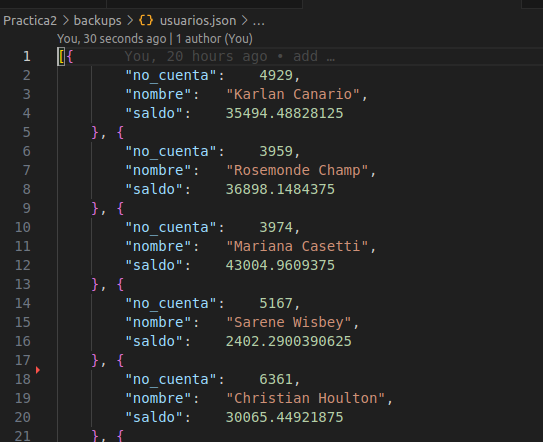 Practica2 > backups > {} usuarios.json > ...
You, 30 seconds ago | 1 author (You)
1 [{ You, 20 hours ago • add …
2 "no_cuenta": 4929,
3 "nombre": "Karlan Canario",
4 "saldo": 35494.48828125
5 }, {
6 "no_cuenta": 3959,
7 "nombre": "Rosemonde Champ",
8 "saldo": 36898.1484375
9 }, {
10 "no_cuenta": 3974,
11 "nombre": "Mariana Casetti",
12 "saldo": 43004.9609375
13 }, {
14 "no_cuenta": 5167,
15 "nombre": "Sarene Wisbey",
16 "saldo": 2402.2900390625
17 }, {
18 "no_cuenta": 6361,
19 "nombre": "Christian Houlton",
20 "saldo": 30065.44921875
21 }, {